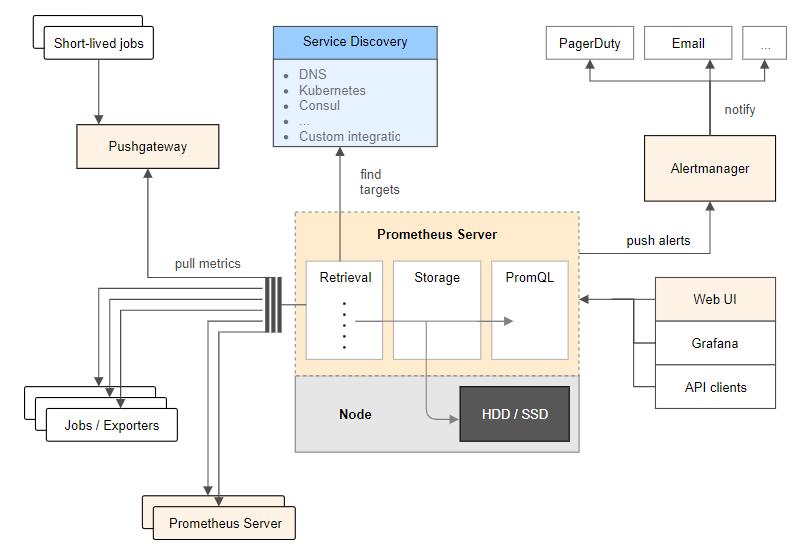 Short-lived jobs
Pushgateway
Service Discovery
• DNS
• Kubernetes
• Consul
• ...
• Custom integratic
find
targets
PagerDuty
Email
...
notify
Alertmanager
push alerts
pull metrics
Prometheus Server
Retrieval
Storage
PromQL
Node
HDD / SSD
Web UI
Grafana
API clients
Jobs / Exporters
Prometheus Server